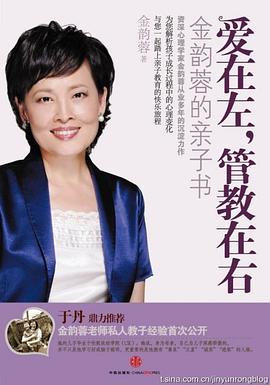 爱在左，管教在右
金韵蓉的亲子书
资深心理学家金韵蓉从业多年的沉淀力作
为您解析孩子成长过程中的心理变化
与您一起踏上亲子教育的快乐旅程
金韵蓉 著
于丹 鼎力推荐
金韵蓉老师私人教子经验首次公开
中信出版社·CHINACITICPRESS
t.sina.com.cn/jinyunrongblog